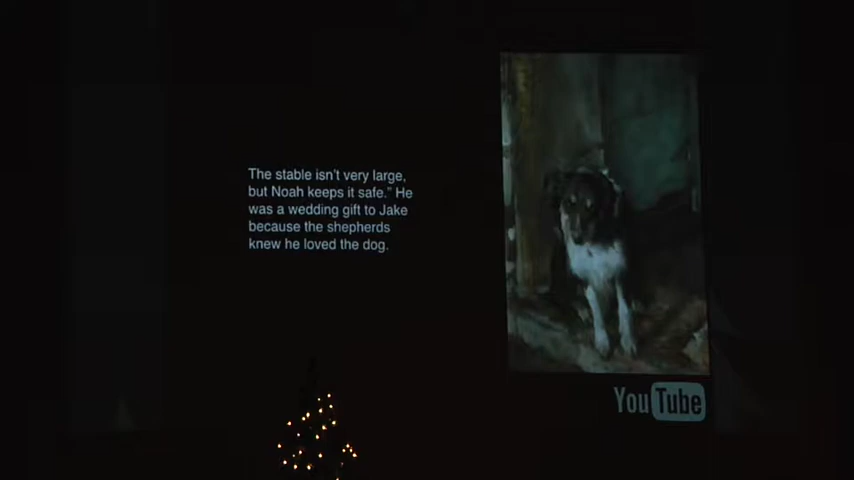 The stable isn't very large,
but Noah keeps it safe." He
was a wedding gift to Jake
because the shepherds
knew he loved the dog.
YouTube